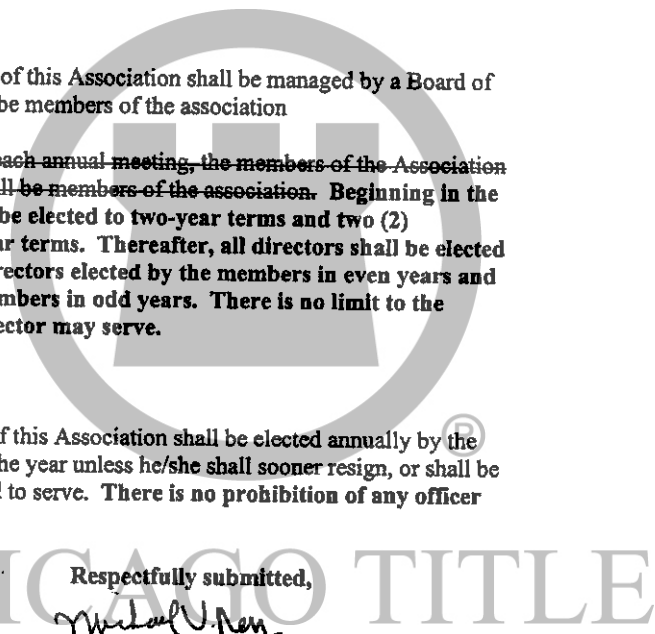 of this Association shall be managed by a Board of
be members of the association
each annual meeting, the members of the Association
ll be members of the association. Beginning in the
be elected to two-year terms and two (2)
ar terms. Thereafter, all directors shall be elected
rectors elected by the members in even years and
mbers in odd years. There is no limit to the
ector may serve.
®
f this Association shall be elected annually by the
he year unless he/she shall sooner resign, or shall be
to serve. There is no prohibition of any officer
Respectfully submitted,
ICAGO TITLE